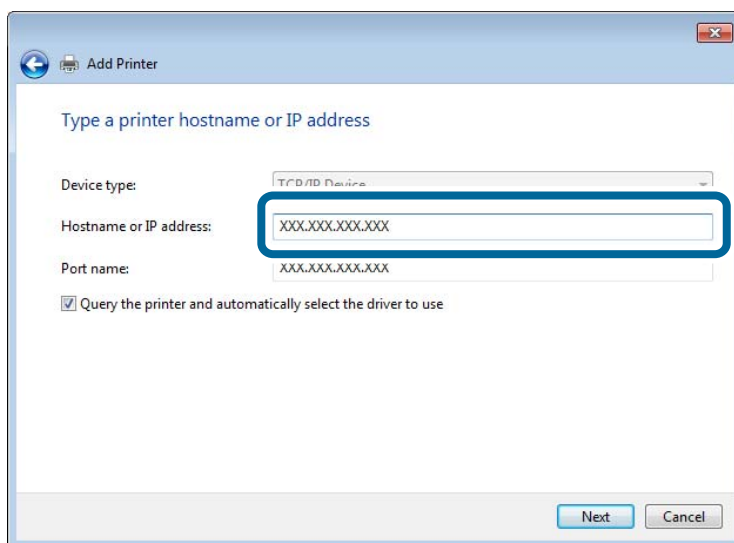 Add Printer
Type a printer hostname or IP address
Device type: TCP/IP Device
Hostname or IP address: XXX.XXX.XXX.XXX
Port name: XXX.XXX.XXX.XXX
Query the printer and automatically select the driver to use
Next Cancel